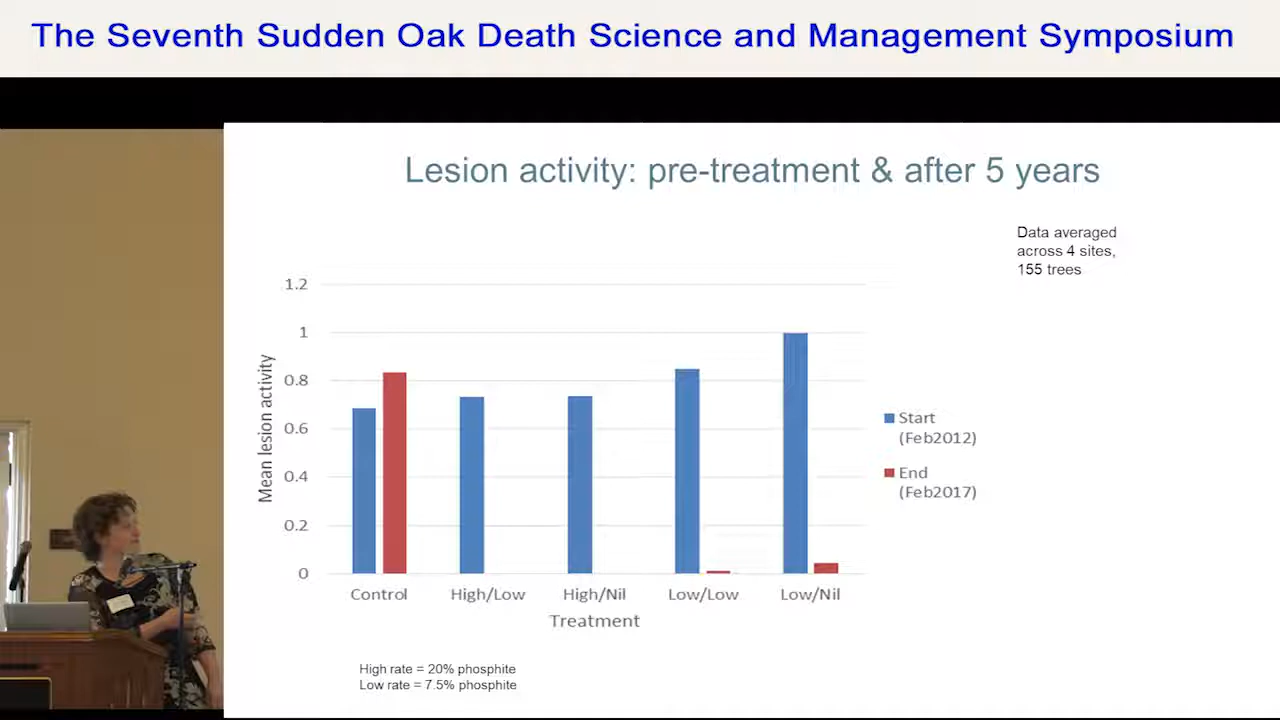 The Seventh Sudden Oak Death Science and Management Symposium
Lesion activity: pre-treatment & after 5 years
Data averaged
across 4 sites,
155 trees
Mean lesion activity
1.2
1
0.8
0.6
0.4
0.2
0
Start
(Feb2012)
End
(Feb2017)
Control
High/Low
High/Nil
Low/Low
Low/Nil
Treatment
High rate = 20% phosphite
Low rate = 7.5% phosphite